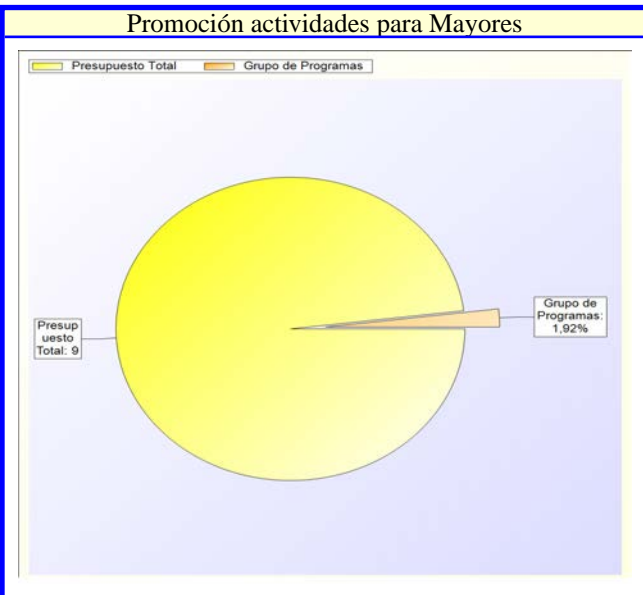 Promoción actividades para Mayores
Presupuesto Total
Grupo de Programas
Presup
uesto
Total: 9
Grupo de
Programas:
1,92%